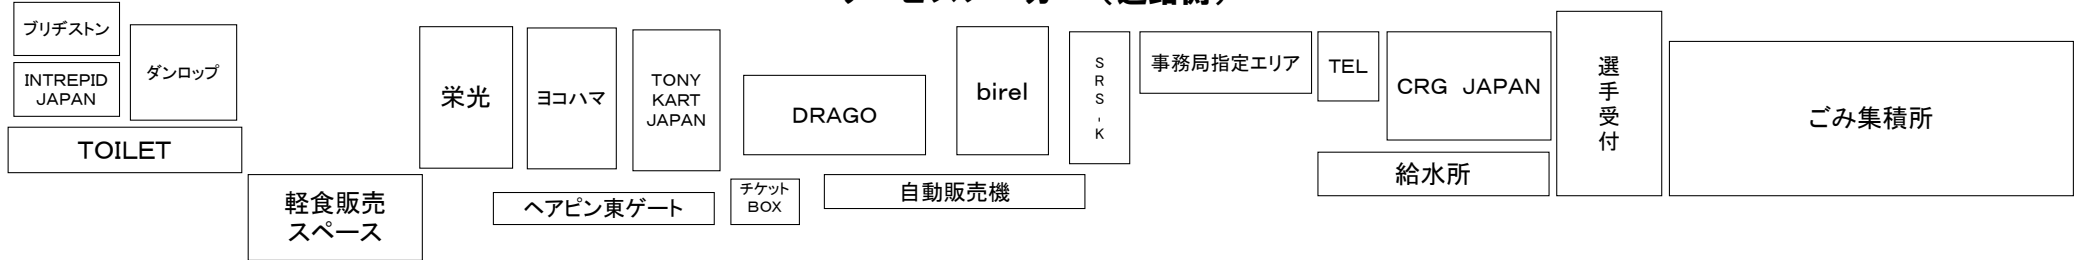 ブリヂストン
INTREPID
JAPAN
ダンロップ
TOILET
軽食販売
スペース
栄光
ヨコハマ
TONY
KART
JAPAN
ヘアピン東ゲート
チケット
BOX
DRAGO
自動販売機
birel
SRS-K
事務局指定エリア
TEL
CRG JAPAN
給水所
選手受付
ごみ集積所